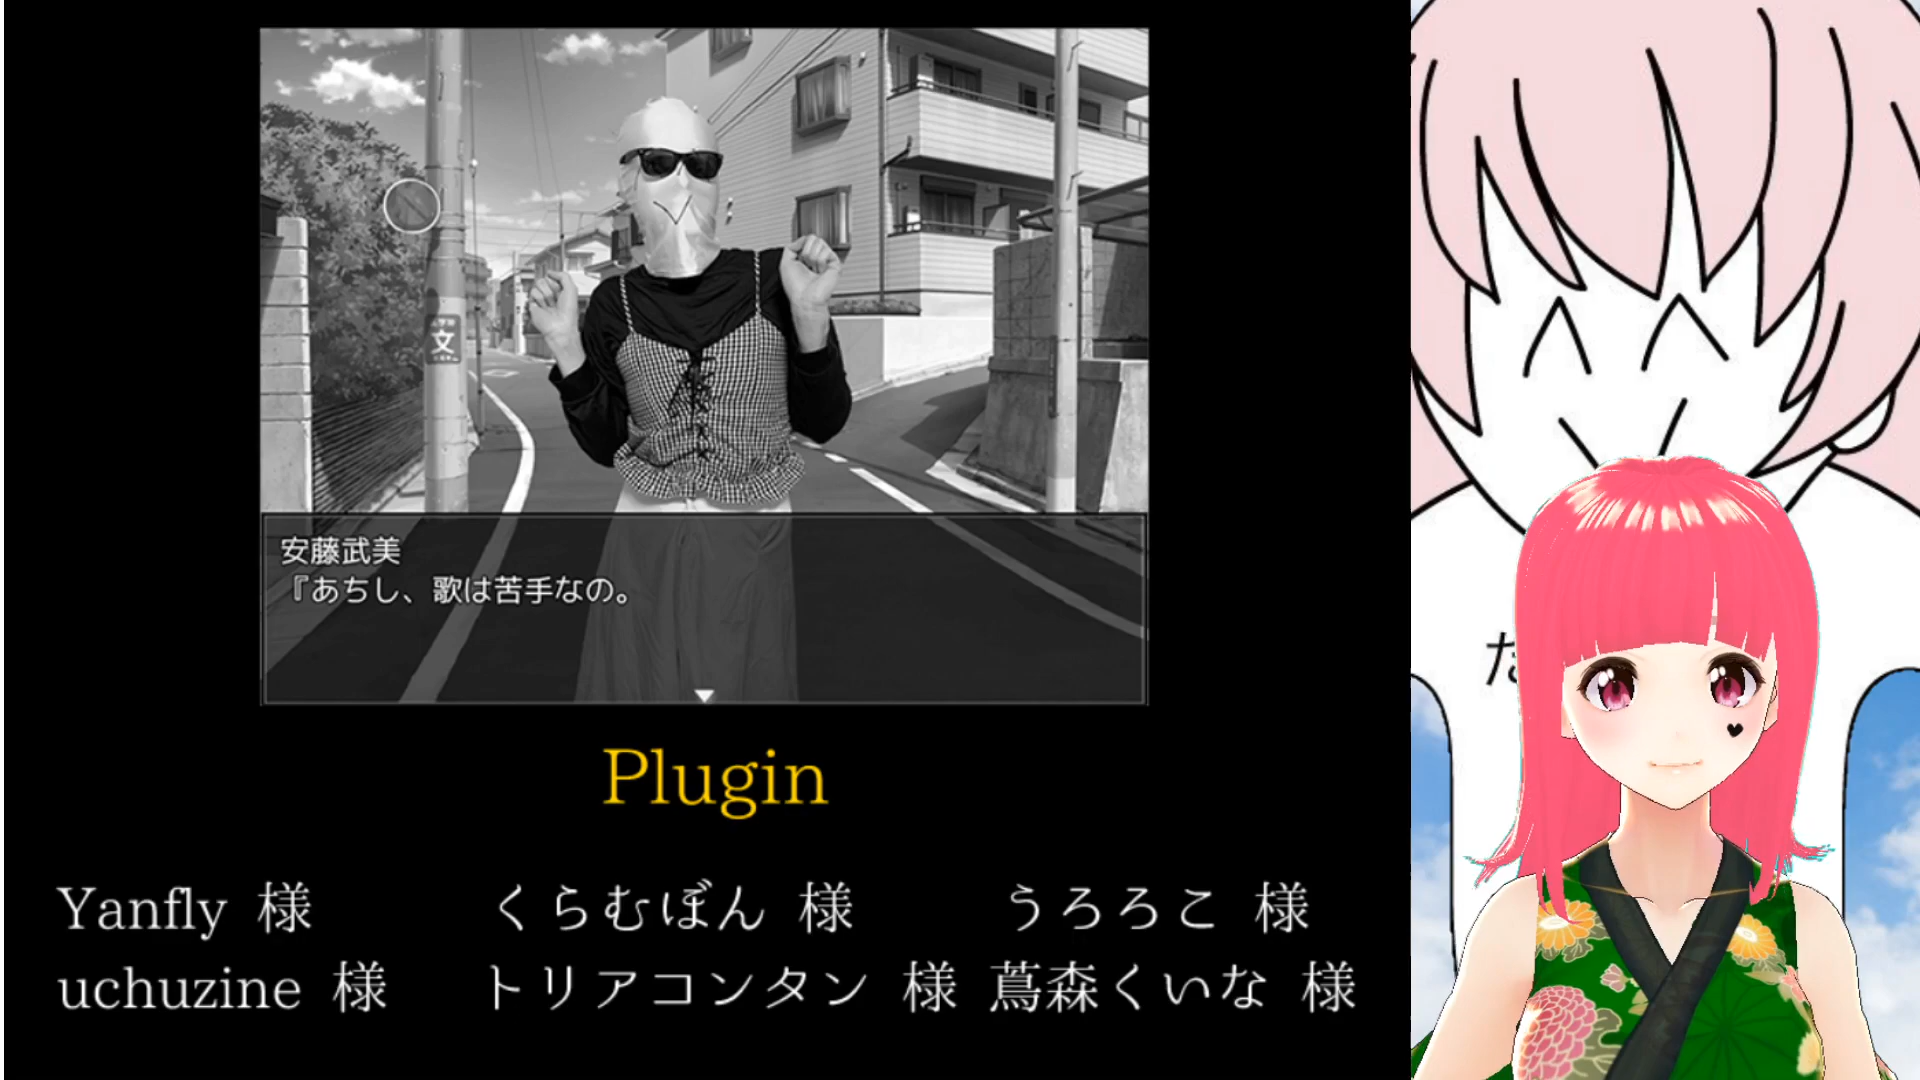 文
安藤武美
『あちし、歌は苦手なの。
Plugin
Yanfly 様 くらむぼん 様 うろろこ 様
uchuzine 様 トリアコンタン 様 蔦森くいな 様